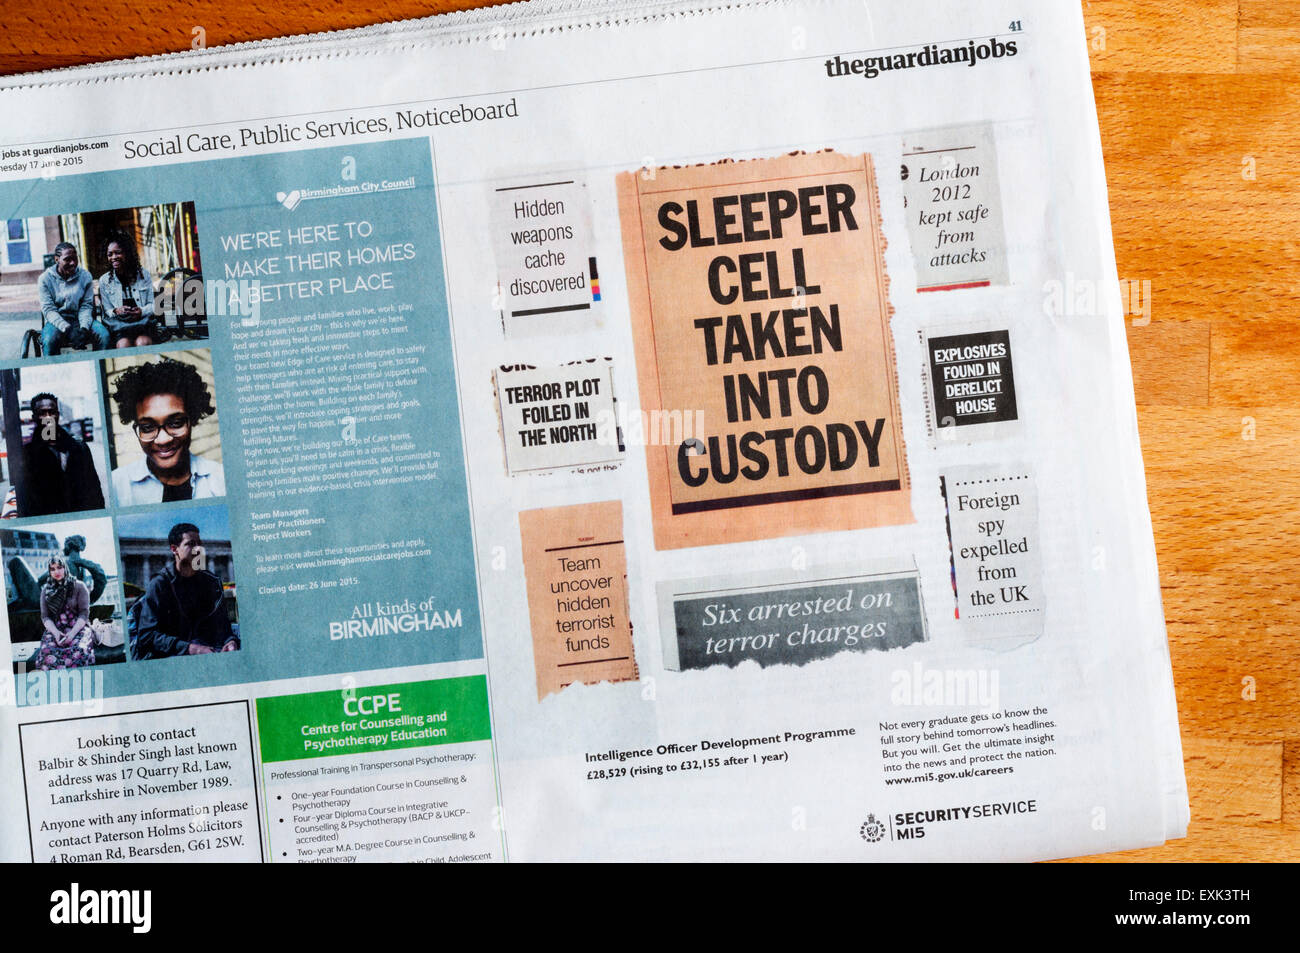 41
theguardianjobs
jobs at guardianjobs.com
nesday 17 June 2015
Social Care, Public Services, Noticeboard
Birmingham City Council
WE'RE HERE TO
MAKE THEIR HOMES
A BETTER PLACE
For the young people and families who live, work, play,
hope and dream in our city – this is why we're here.
And we're taking fresh and innovative steps to meet
their needs in more effective ways.
Our brand new Edge of Care service is designed to safely
help teenagers who are at risk of entering care, to stay
with their families instead. Mixing practical support with
challenge, we'll work with the whole family to defuse
crises within the home. Building on each family's
strengths, we'll introduce coping strategies and goals,
to pave the way for happier, healthier and more
fulfilling futures.
Right now, we're building our Edge of Care teams.
To join us, you'll need to be calm in a crisis, flexible
about working evenings and weekends, and committed to
helping families make positive changes. We'll provide full
training in our evidence-based, crisis intervention model.
Team Managers
Senior Practitioners
Project Workers
To learn more about these opportunities and apply,
please visit www.birminghamsocialcarejobs.com
Closing date: 26 June 2015.
All kinds of
BIRMINGHAM
Looking to contact
Balbir & Shinder Singh last known
address was 17 Quarry Rd, Law,
Lanarkshire in November 1989.
Anyone with any information please
contact Paterson Holms Solicitors
4 Roman Rd, Bearsden, G61 2SW.
CCPE
Centre for Counselling and
Psychotherapy Education
Professional Training in Transpersonal Psychotherapy:
• One-year Foundation Course in Counselling &
Psychotherapy
• Four-year Diploma Course in Integrative
Counselling & Psychotherapy (BACP & UKCP-
accredited)
• Two-year M.A. Degree Course in Counselling &
Psychotherapy
in Child, Adolescent
Hidden
weapons
cache
discovered
TERROR PLOT
FOILED IN
THE NORTH
is not the
Team
uncover
hidden
terrorist
funds
SLEEPER
CELL
TAKEN
INTO
CUSTODY
Six arrested on
terror charges
London
2012
kept safe
from
attacks
EXPLOSIVES
FOUND IN
DERELICT
HOUSE
Foreign
spy
expelled
from
the UK
Intelligence Officer Development Programme
£28,529 (rising to £32,155 after 1 year)
Not every graduate gets to know the
full story behind tomorrow's headlines.
But you will. Get the ultimate insight
into the news and protect the nation.
www.mi5.gov.uk/careers
SECURITY SERVICE
MI5
alamy
alamy
a
a
alamy stock photo
EXK3TH
www.alamy.com